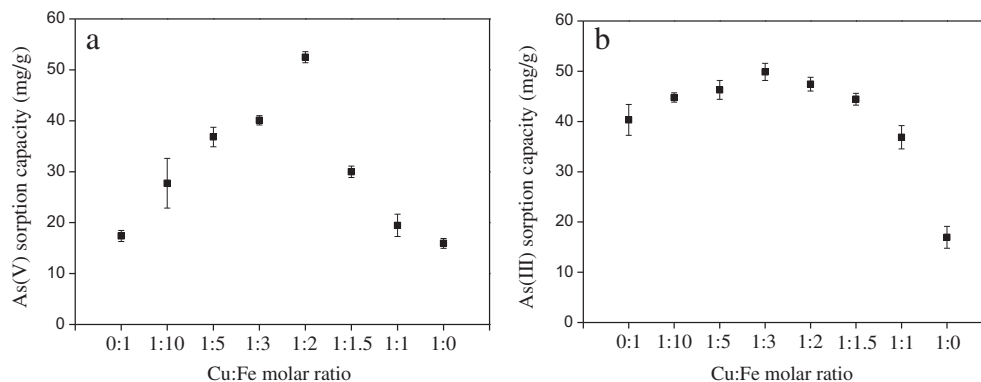 a
As(V) sorption capacity (mg/g)
60
50
40
30
20
10
0
0:1 1:10 1:5 1:3 1:2 1:1.5 1:1 1:0
Cu:Fe molar ratio
b
As(III) sorption capacity (mg/g)
60
50
40
30
20
10
0
0:1 1:10 1:5 1:3 1:2 1:1.5 1:1 1:0
Cu:Fe molar ratio